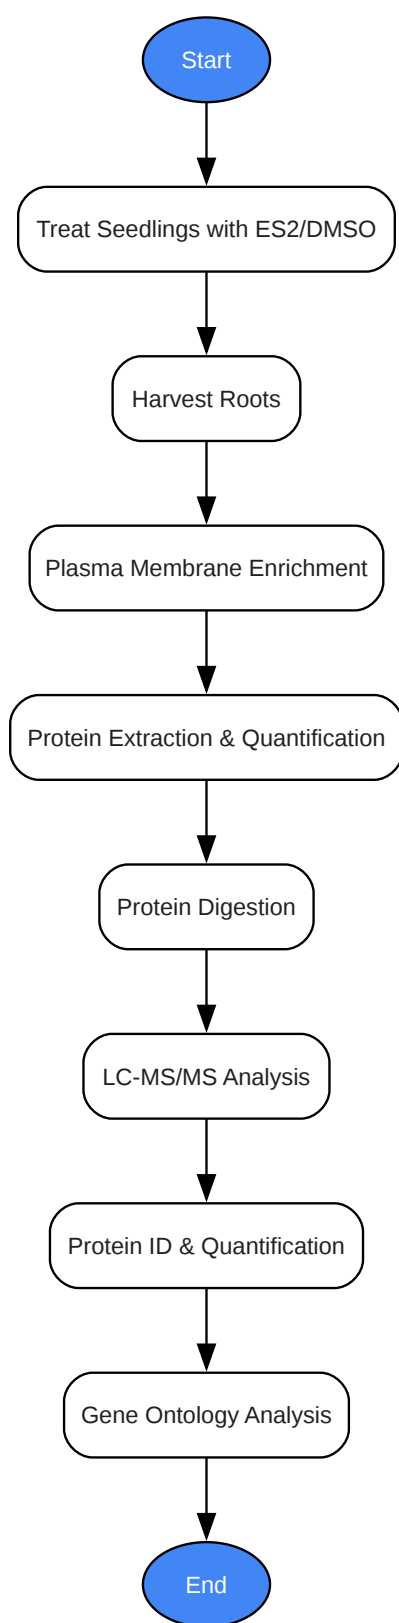 Start
Treat Seedlings with ES2/DMSO
Harvest Roots
Plasma Membrane Enrichment
Protein Extraction & Quantification
Protein Digestion
LC-MS/MS Analysis
Protein ID & Quantification
Gene Ontology Analysis
End